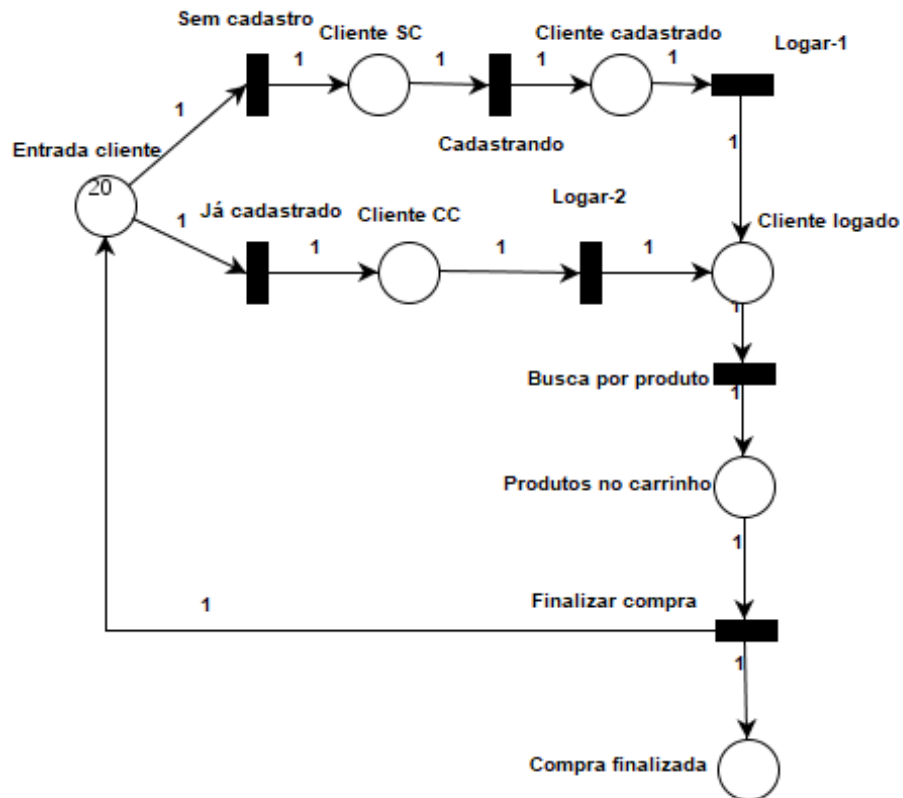 Sem cadastro
Cliente SC
Cliente cadastrado
Logar-1
1
1
1
1
1
1
Cadastrando
1
Entrada cliente
20
1
Já cadastrado
Cliente CC
Logar-2
Cliente logado
1
1
1
1
Busca por produto
1
Produtos no carrinho
1
Finalizar compra
1
1
Compra finalizada